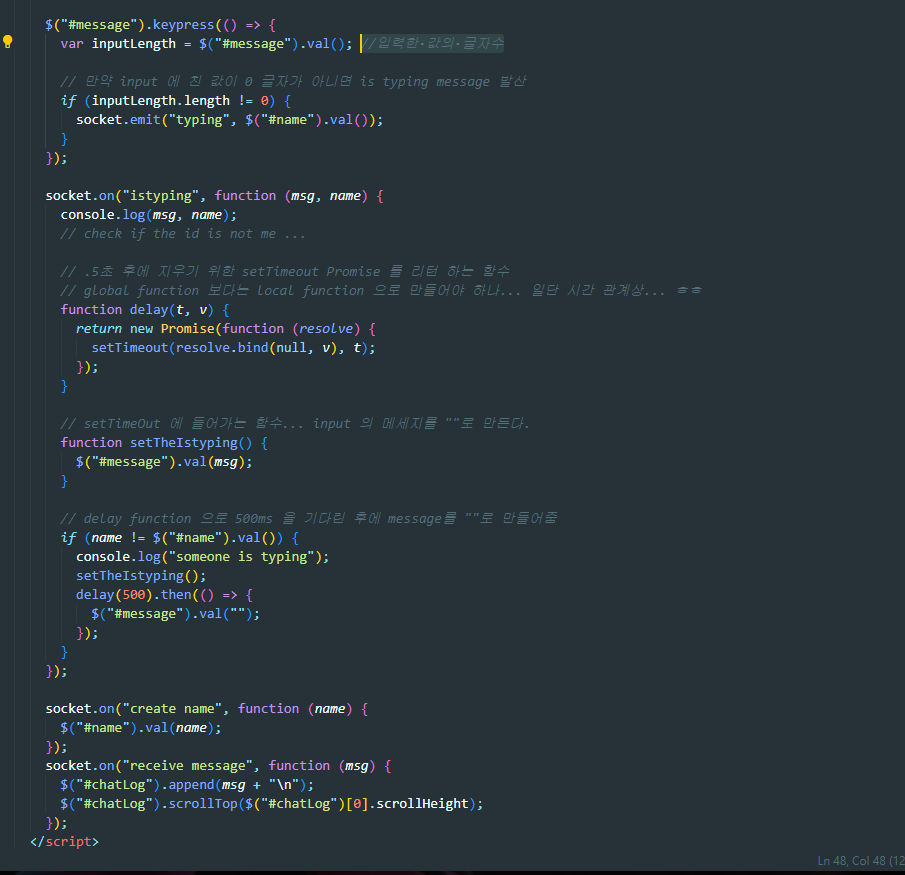 $("#message").keypress(() => {
var inputLength = $("#message").val(); //입력한 값의 글자수
// 만약 input 에 친 값이 0 글자가 아니면 is typing message 발산
if (inputLength.length != 0) {
socket.emit("typing", $("#name").val());
}
});
socket.on("istyping", function (msg, name) {
console.log(msg, name);
// check if the id is not me ...
// .5초 후에 지우기 위한 setTimeout Promise 를 리턴 하는 함수
// global function 보다는 local function 으로 만들어야 하나... 일단 시간 관계상... ㅎㅎ
function delay(t, v) {
return new Promise(function (resolve) {
setTimeout(resolve.bind(null, v), t);
});
}
// setTimeOut 에 들어가는 함수... input 의 메세지를 ""로 만든다.
function setTheIstyping() {
$("#message").val(msg);
}
// delay function 으로 500ms 을 기다린 후에 message를 ""로 만들어줌
if (name != $("#name").val()) {
console.log("someone is typing");
setTheIstyping();
delay(500).then(() => {
$("#message").val("");
});
}
});
socket.on("create name", function (name) {
$("#name").val(name);
});
socket.on("receive message", function (msg) {
$("#chatLog").append(msg + "\n");
$("#chatLog").scrollTop($("#chatLog")[0].scrollHeight);
});
</script>
Ln 48, Col 48 (12